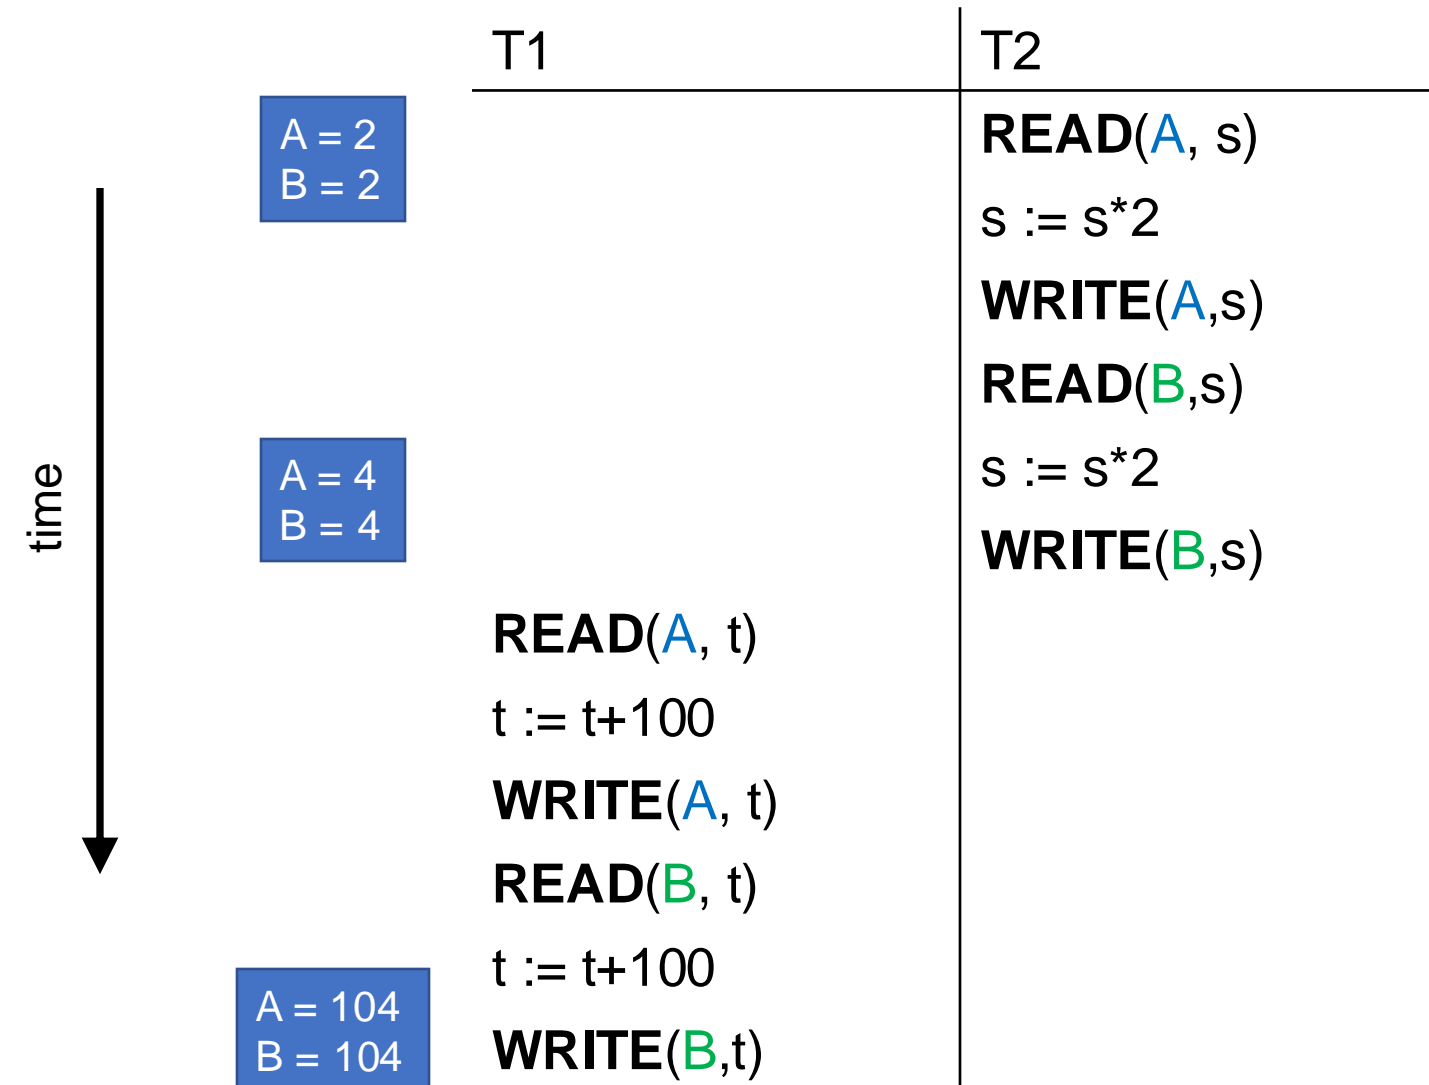 T1 T2
A = 2
B = 2
READ(A, s)
s := s*2
WRITE(A,s)
READ(B,s)
time
A = 4
B = 4
s := s*2
WRITE(B,s)
READ(A, t)
t := t+100
WRITE(A, t)
READ(B, t)
t := t+100
A = 104
B = 104
WRITE(B,t)